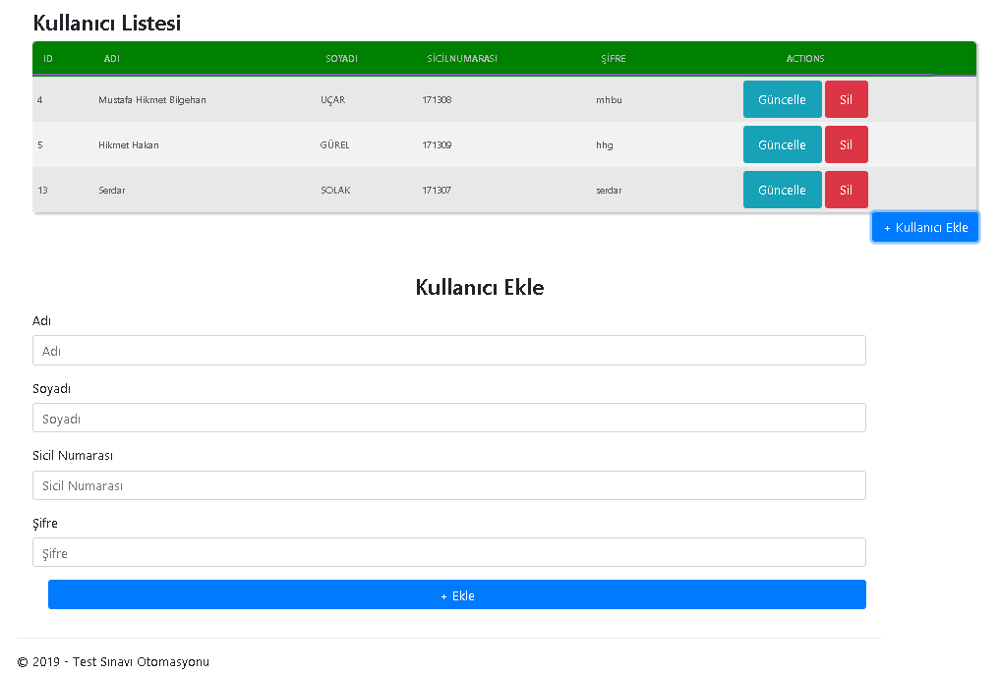 Kullanıcı Listesi
ID ADI SOYADI SİCİLNUMARASI ŞİFRE ACTIONS
4 Mustafa Hikmet Bilgehan UÇAR 171308 mhbu Güncelle Sil
5 Hikmet Hakan GÜREL 171309 hhg Güncelle Sil
13 Serdar SOLAK 171307 serdar Güncelle Sil
+ Kullanıcı Ekle
Kullanıcı Ekle
Adı
Adı
Soyadı
Soyadı
Sicil Numarası
Sicil Numarası
Şifre
Şifre
+ Ekle
© 2019 - Test Sınavı Otomasyonu